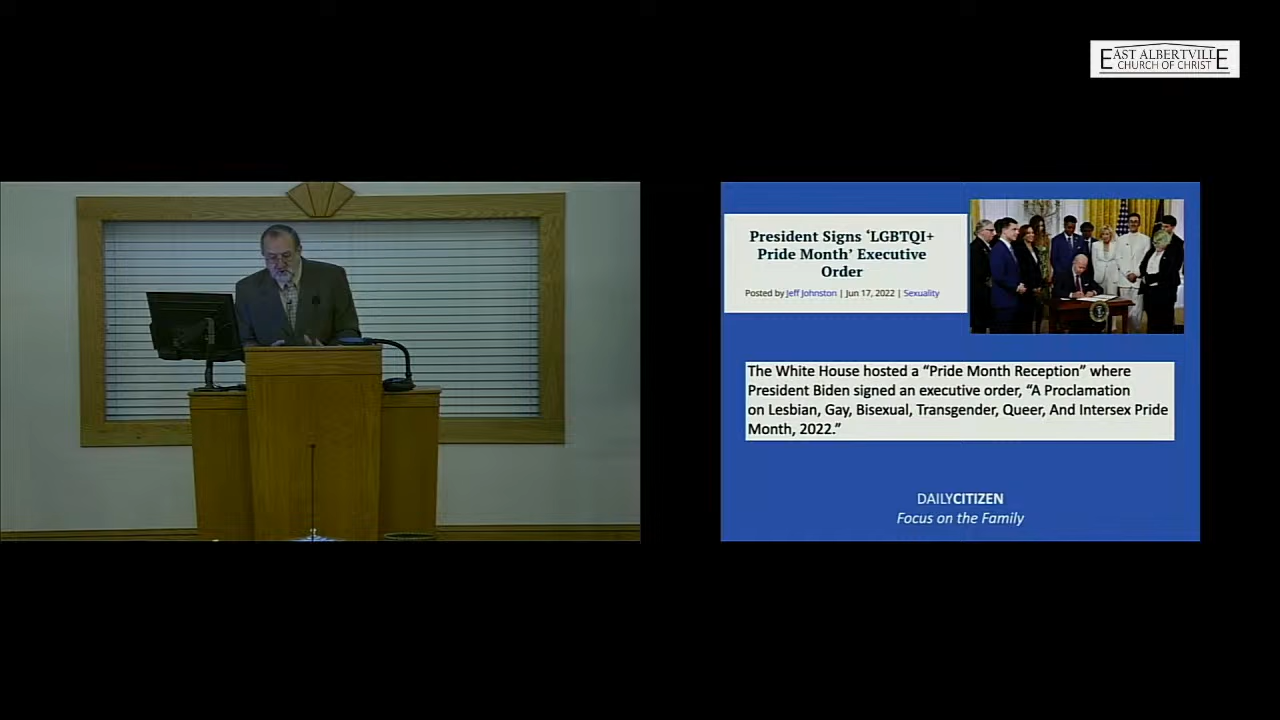 EAST ALBERTVILLE
CHURCH OF CHRIST
President Signs ‘LGBTQI+
Pride Month’ Executive
Order
Posted by Jeff Johnston | Jun 17, 2022 | Sexuality
The White House hosted a “Pride Month Reception” where
President Biden signed an executive order, “A Proclamation
on Lesbian, Gay, Bisexual, Transgender, Queer, And Intersex Pride
Month, 2022.”
DAILYCITIZEN
Focus on the Family